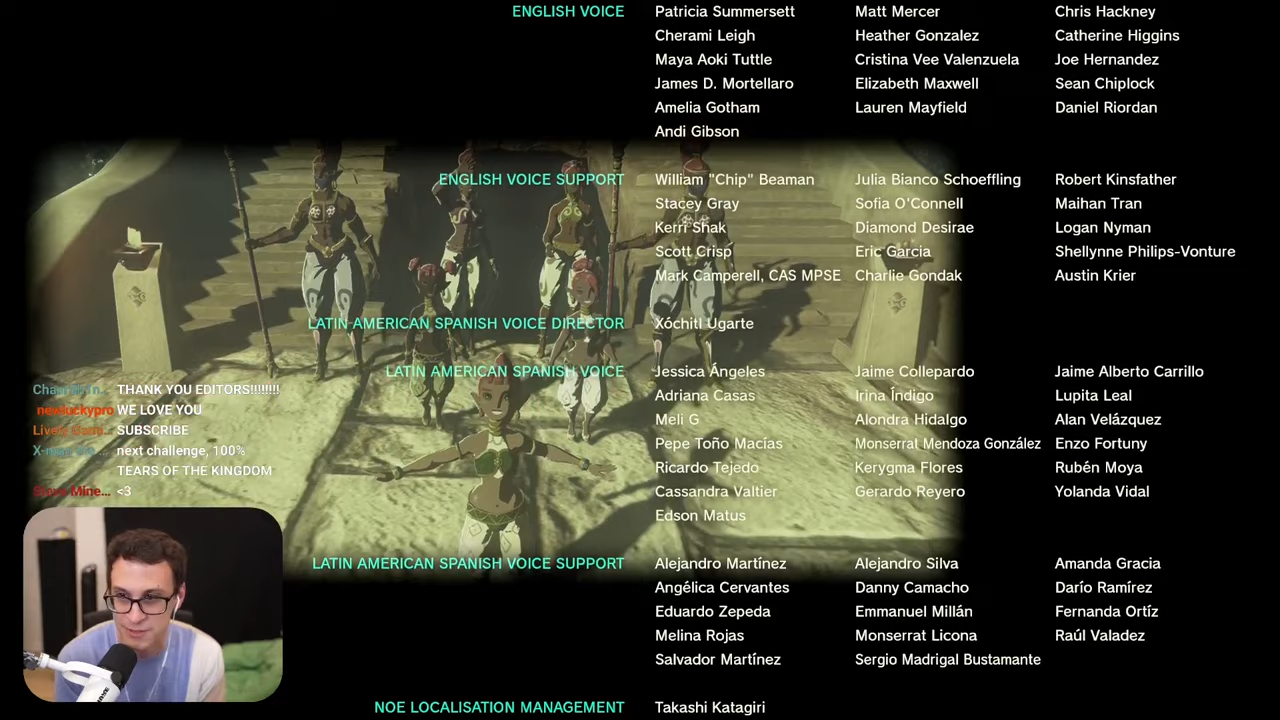 ENGLISH VOICE Patricia Summersett Matt Mercer Chris Hackney
Cherami Leigh Heather Gonzalez Catherine Higgins
Maya Aoki Tuttle Cristina Vee Valenzuela Joe Hernandez
James D. Mortellaro Elizabeth Maxwell Sean Chiplock
Amelia Gotham Lauren Mayfield Daniel Riordan
Andi Gibson
ENGLISH VOICE SUPPORT William "Chip" Beaman Julia Bianco Schoeffling Robert Kinsfather
Stacey Gray Sofia O'Connell Maihan Tran
Kerri Shak Diamond Desirae Logan Nyman
Scott Crisp Eric Garcia Shellynne Philips-Vonture
Mark Camperell, CAS MPSE Charlie Gondak Austin Krier
LATIN AMERICAN SPANISH VOICE DIRECTOR Xóchitl Ugarte
LATIN AMERICAN SPANISH VOICE Jessica Ángeles Jaime Collepardo Jaime Alberto Carrillo
Adriana Casas Irina Índigo Lupita Leal
Meli G Alondra Hidalgo Alan Velázquez
Pepe Toño Macías Monserrat Mendoza González Enzo Fortuny
Ricardo Tejedo Kerygma Flores Rubén Moya
Cassandra Valtier Gerardo Reyero Yolanda Vidal
Edson Matus
LATIN AMERICAN SPANISH VOICE SUPPORT Alejandro Martínez Alejandro Silva Amanda Gracia
Angélica Cervantes Danny Camacho Darío Ramírez
Eduardo Zepeda Emmanuel Millán Fernanda Ortíz
Melina Rojas Monserrat Licona Raúl Valadez
Salvador Martínez Sergio Madrigal Bustamante
NOE LOCALISATION MANAGEMENT Takashi Katagiri
THANK YOU EDITORS!!!!!!!!
WE LOVE YOU
SUBSCRIBE
next challenge, 100%
TEARS OF THE KINGDOM
Mine... <3